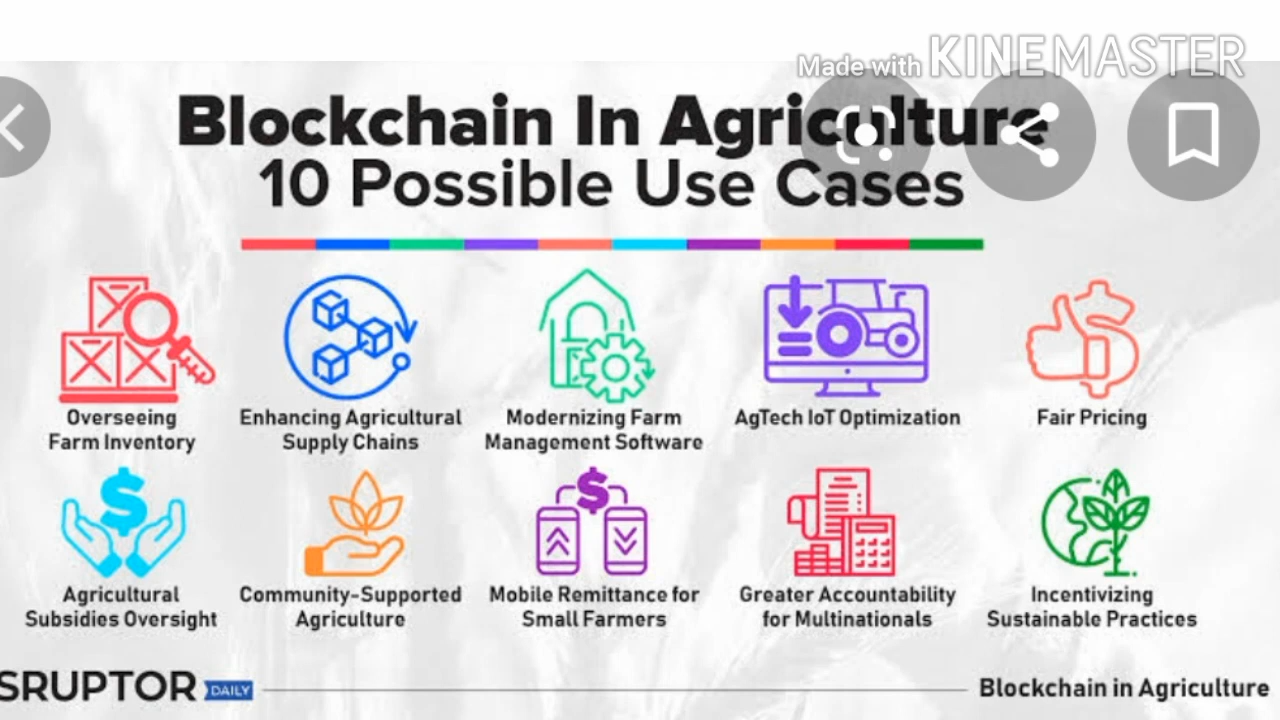 Made with KINEMASTER
Blockchain In Agriculture
10 Possible Use Cases
Overseeing
Farm Inventory
Enhancing Agricultural
Supply Chains
Modernizing Farm
Management Software
AgTech IoT Optimization
Fair Pricing
Agricultural
Subsidies Oversight
Community-Supported
Agriculture
Mobile Remittance for
Small Farmers
Greater Accountability
for Multinationals
Incentivizing
Sustainable Practices
SRUPTOR DAILY
Blockchain in Agriculture